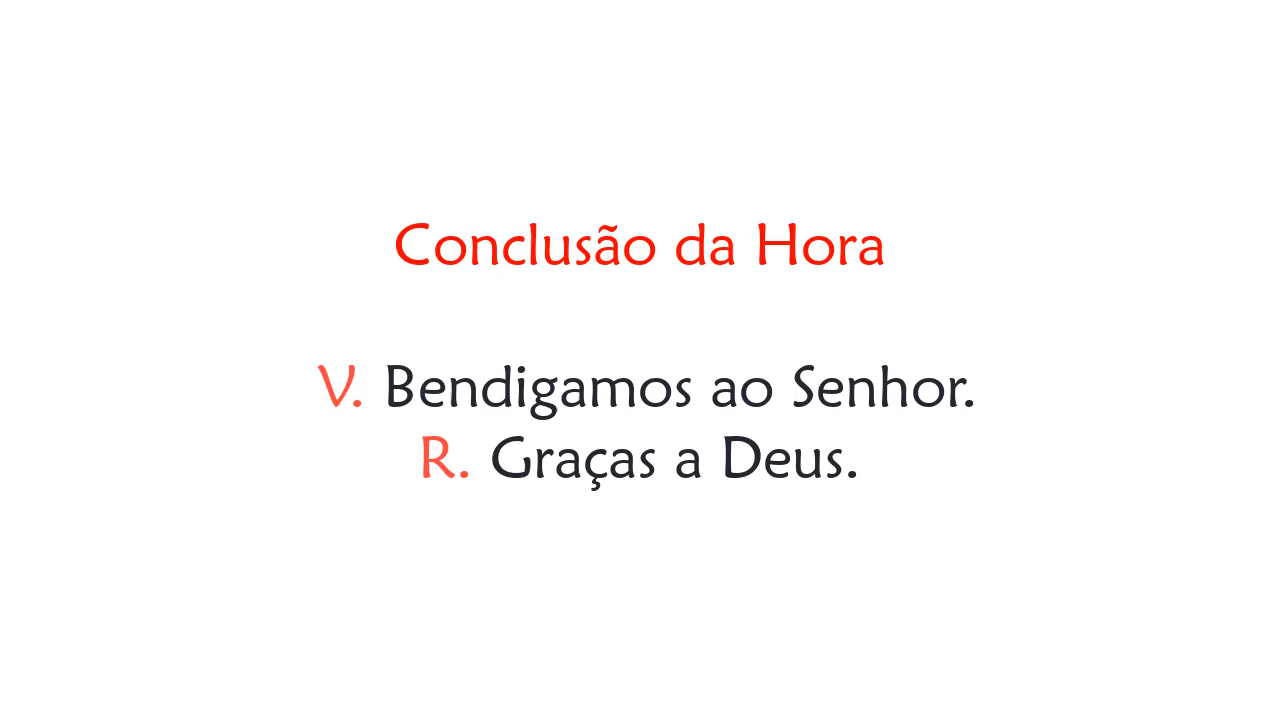 Conclusão da Hora
V. Bendigamos ao Senhor.
R. Graças a Deus.